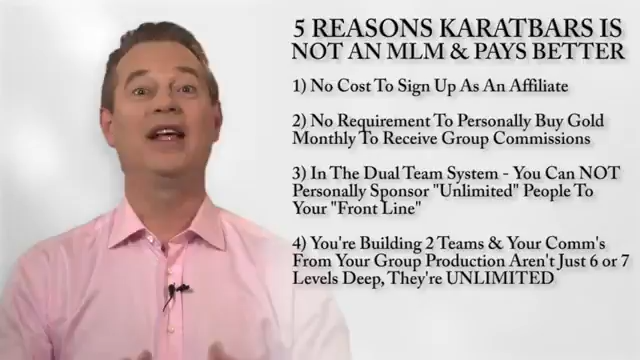 5 REASONS KARATBARS IS
NOT AN MLM & PAYS BETTER
1) No Cost To Sign Up As An Affiliate
2) No Requirement To Personally Buy Gold
Monthly To Receive Group Commissions
3) In The Dual Team System - You Can NOT
Personally Sponsor "Unlimited" People To
Your "Front Line"
4) You're Building 2 Teams & Your Comm's
From Your Group Production Aren't Just 6 or 7
Levels Deep, They're UNLIMITED